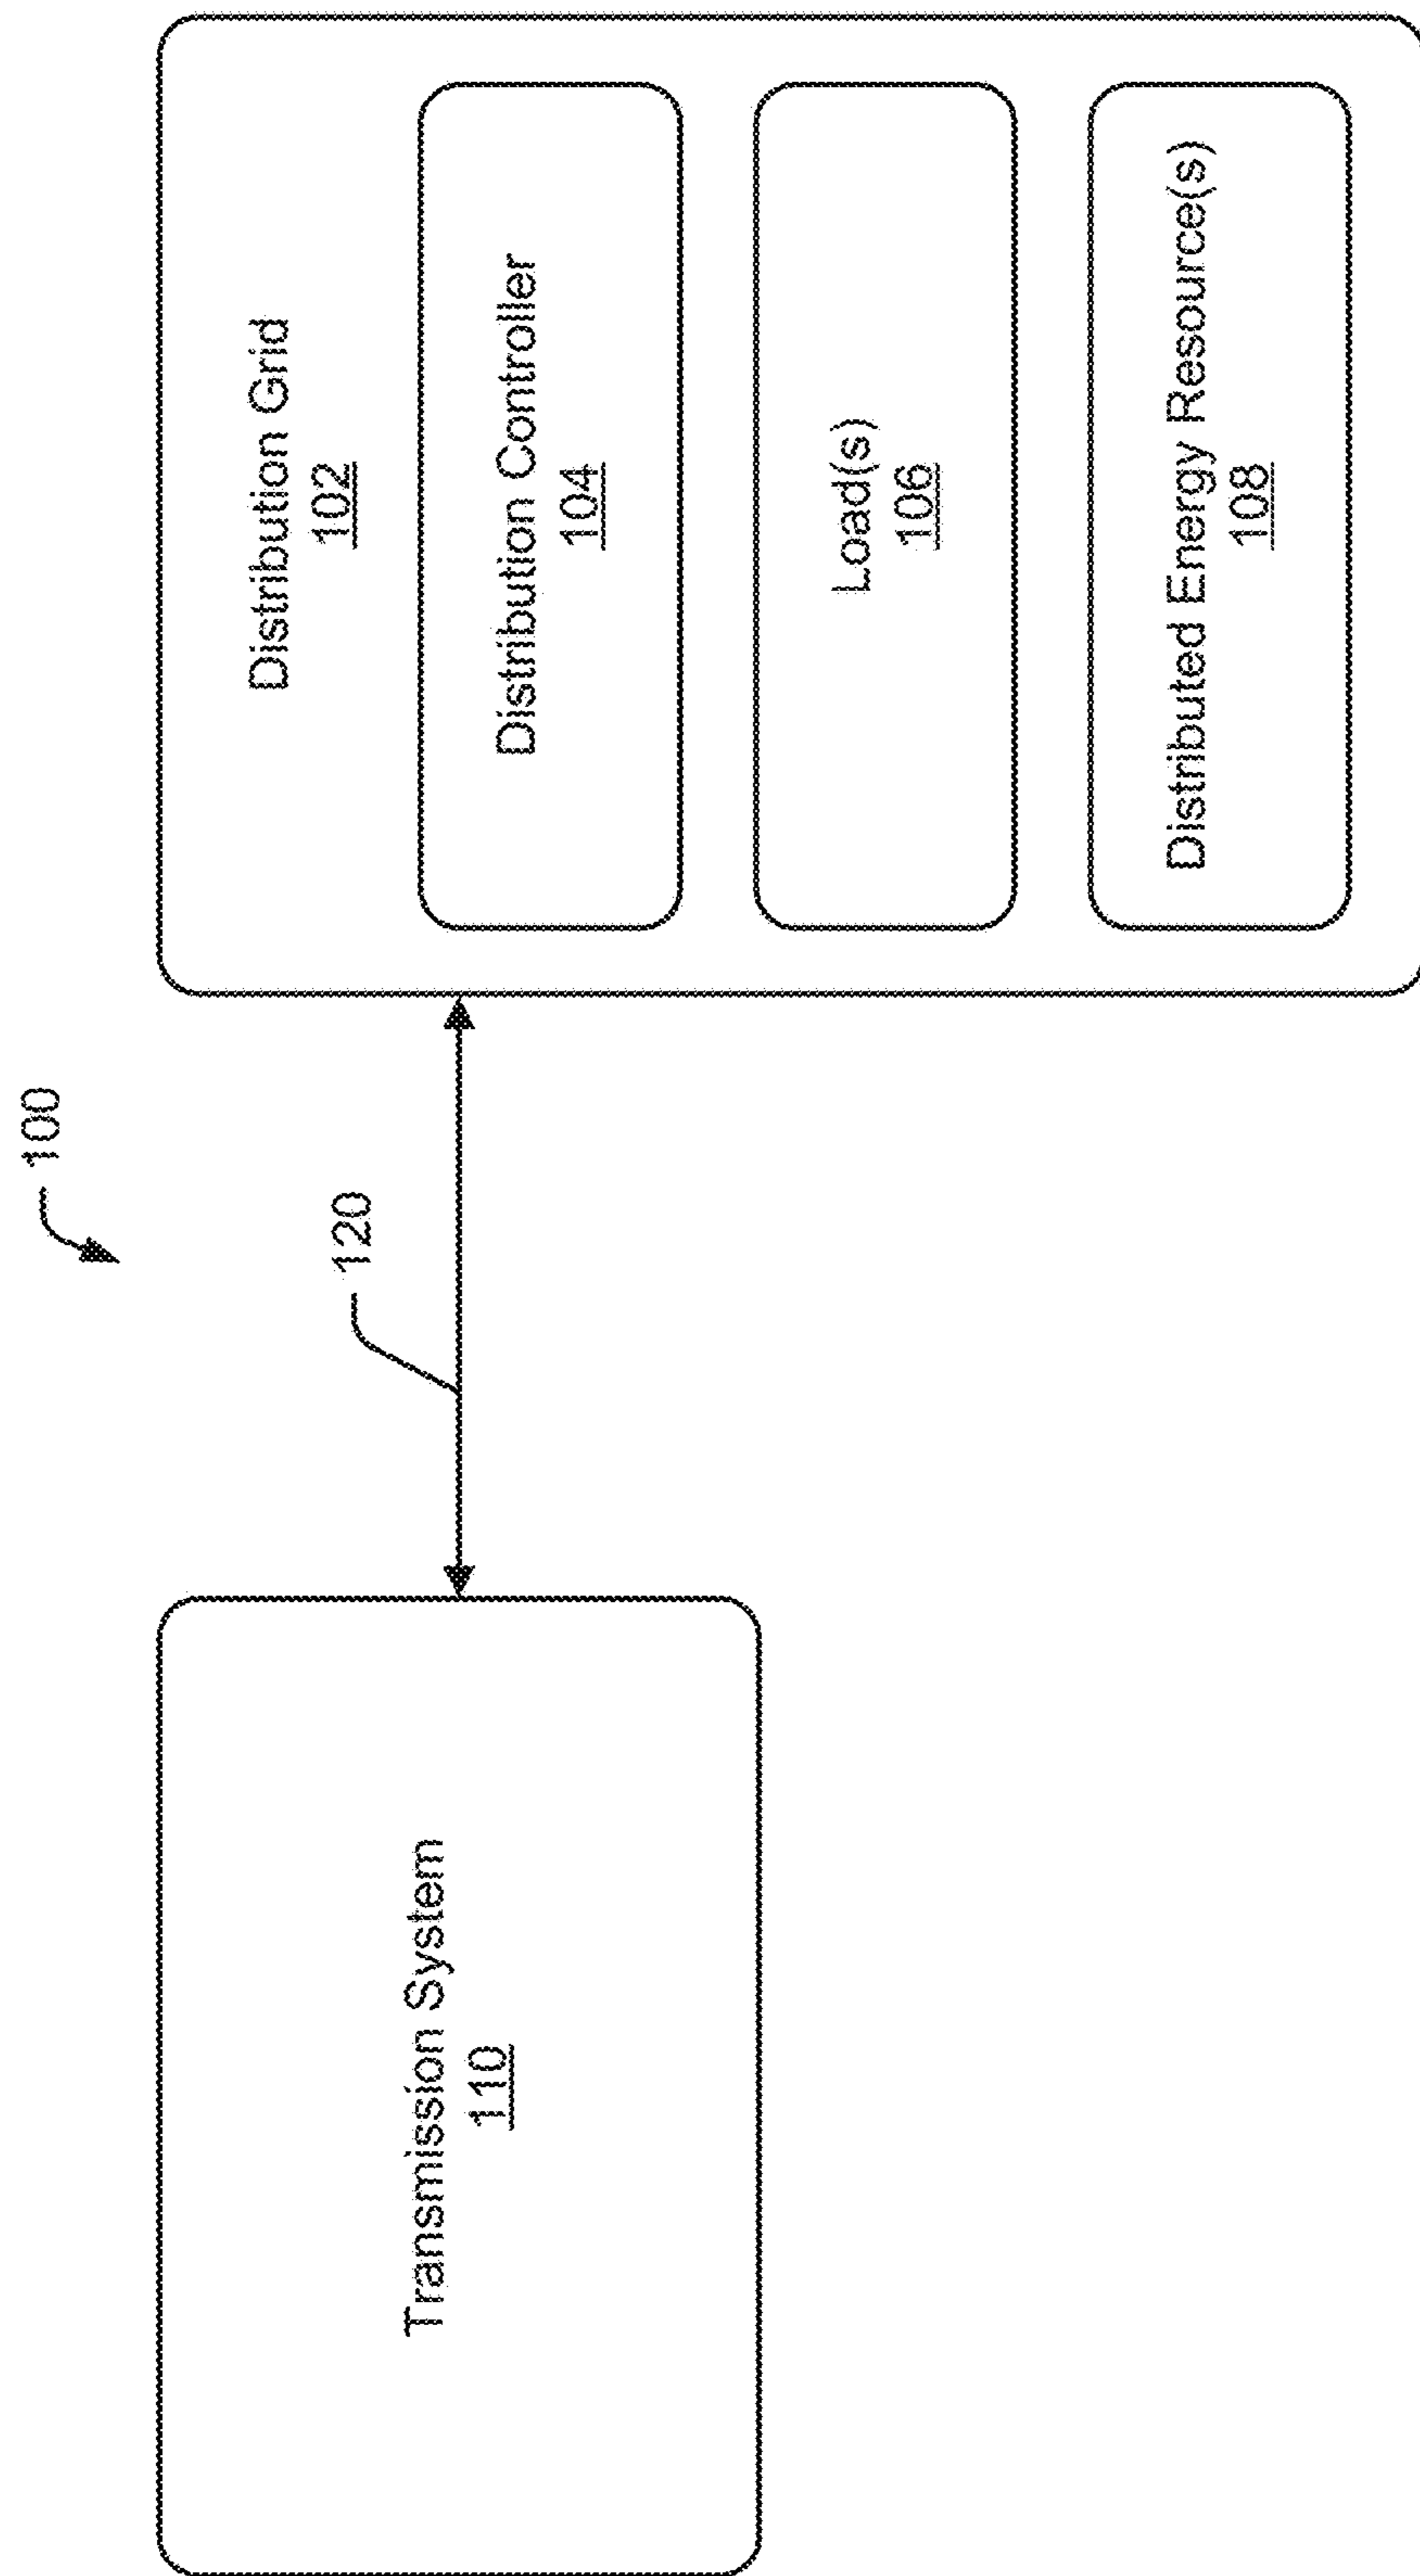 100
120
Transmission System
110
Distribution Grid
102
Distribution Controller
104
Load(s)
106
Distributed Energy Resource(s)
108